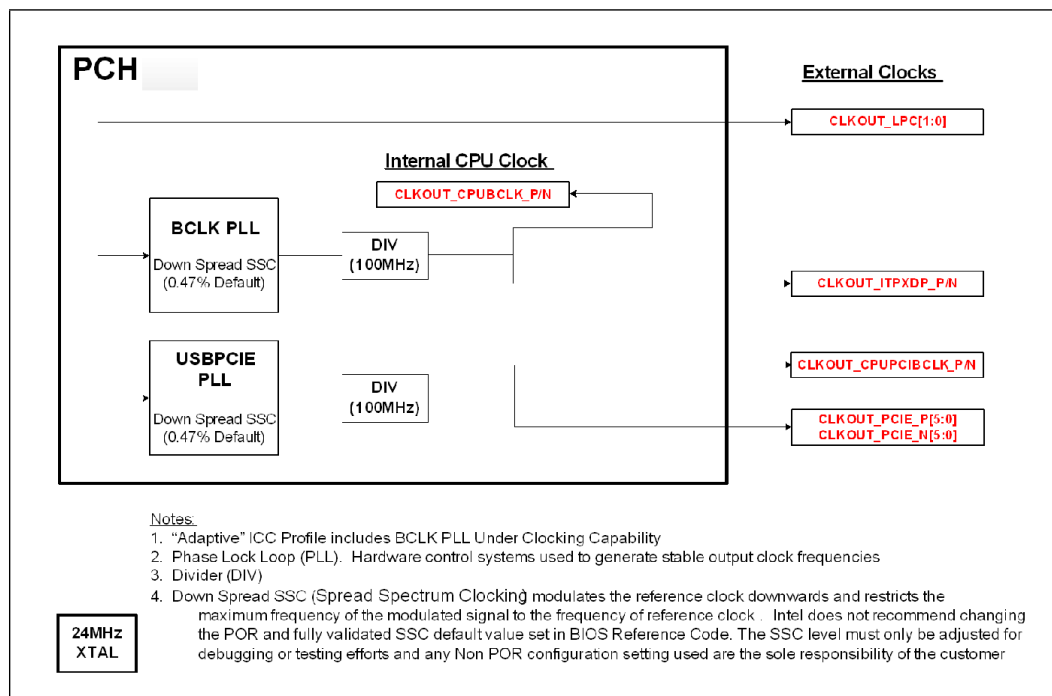 PCH
External Clocks
CLKOUT_LPC[1:0]
Internal CPU Clock
CLKOUT_CPUBCLK_P/N
BCLK PLL
Down Spread SSC
(0.47% Default)
DIV
(100MHz)
CLKOUT_ITPXDP_P/N
USBPCIE
PLL
Down Spread SSC
(0.47% Default)
DIV
(100MHz)
CLKOUT_CPUPCIBCLK_P/N
CLKOUT_PCIE_P[5:0]
CLKOUT_PCIE_N[5:0]
Notes:
1. “Adaptive” ICC Profile includes BCLK PLL Under Clocking Capability
2. Phase Lock Loop (PLL). Hardware control systems used to generate stable output clock frequencies
3. Divider (DIV)
4. Down Spread SSC (Spread Spectrum Clocking) modulates the reference clock downwards and restricts the
maximum frequency of the modulated signal to the frequency of reference clock . Intel does not recommend changing
the POR and fully validated SSC default value set in BIOS Reference Code. The SSC level must only be adjusted for
debugging or testing efforts and any Non POR configuration setting used are the sole responsibility of the customer
24MHz
XTAL